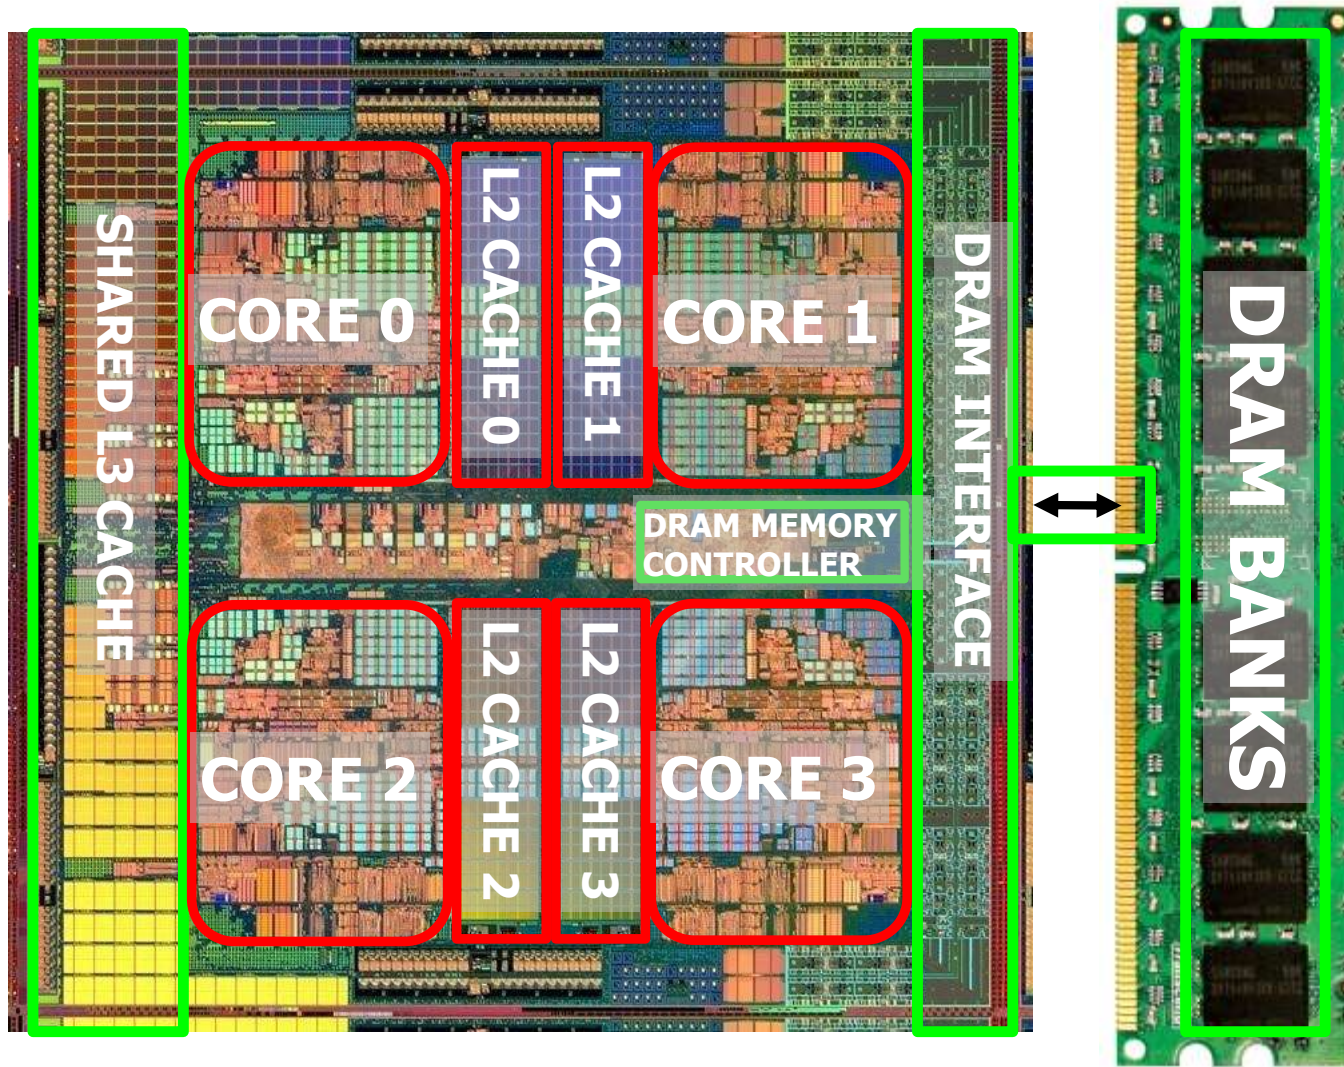 SHARED L3 CACHE
CORE 0
L2 CACHE 0
L2 CACHE 1
CORE 1
DRAM INTERFACE
DRAM BANKS
DRAM MEMORY
CONTROLLER
CORE 2
L2 CACHE 2
L2 CACHE 3
CORE 3